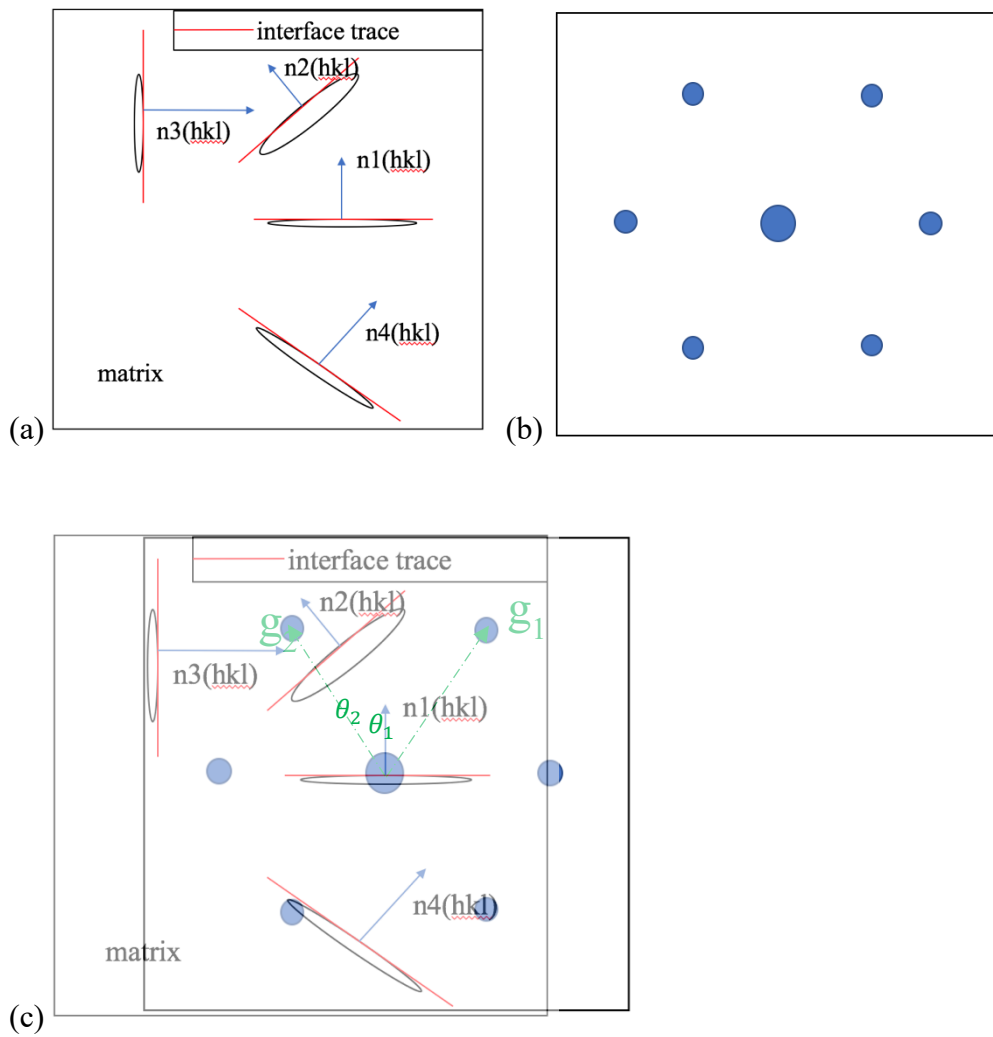 interface trace
n2(hkl)
n3(hkl)
n1(hkl)
n4(hkl)
matrix
(a)
(b)
interface trace
n2(hkl)
g2
g1
n3(hkl)
n1(hkl)
θ2
θ1
n4(hkl)
matrix
(c)